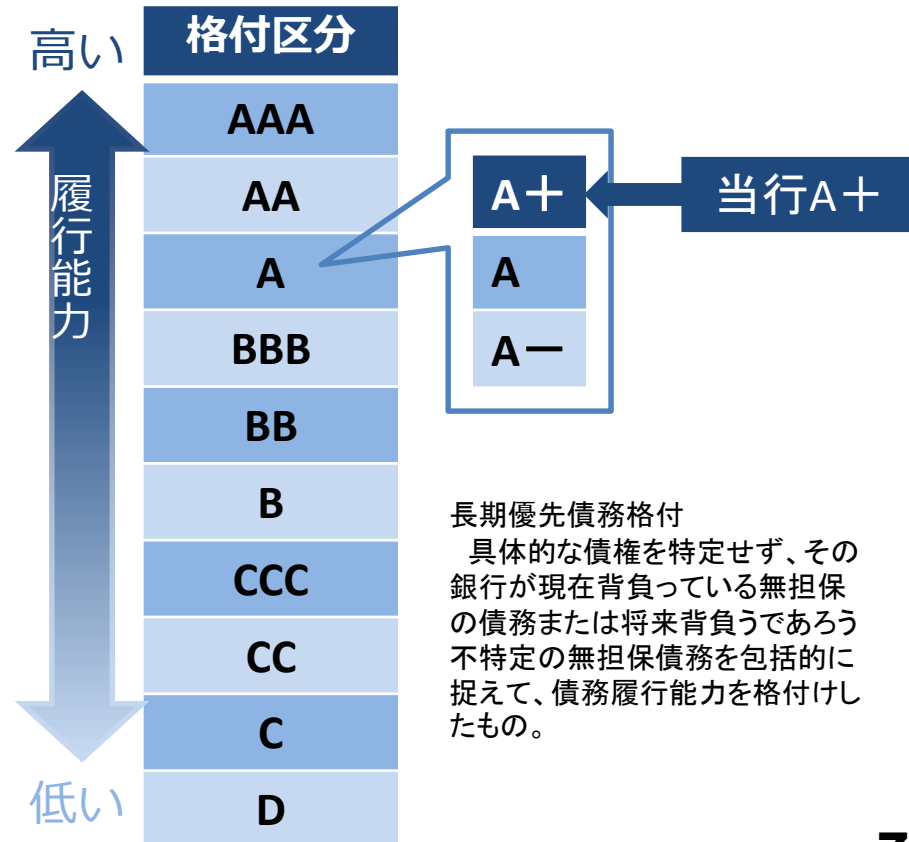 高い
格付区分
履行能力
AAA
AA
A
BBB
BB
B
CCC
CC
C
D
低い
A＋
A
A－
当行A＋
長期優先債務格付
具体的な債権を特定せず、その
銀行が現在背負っている無担保
の債務または将来背負うであろう
不特定の無担保債務を包括的に
捉えて、債務履行能力を格付けし
たもの。